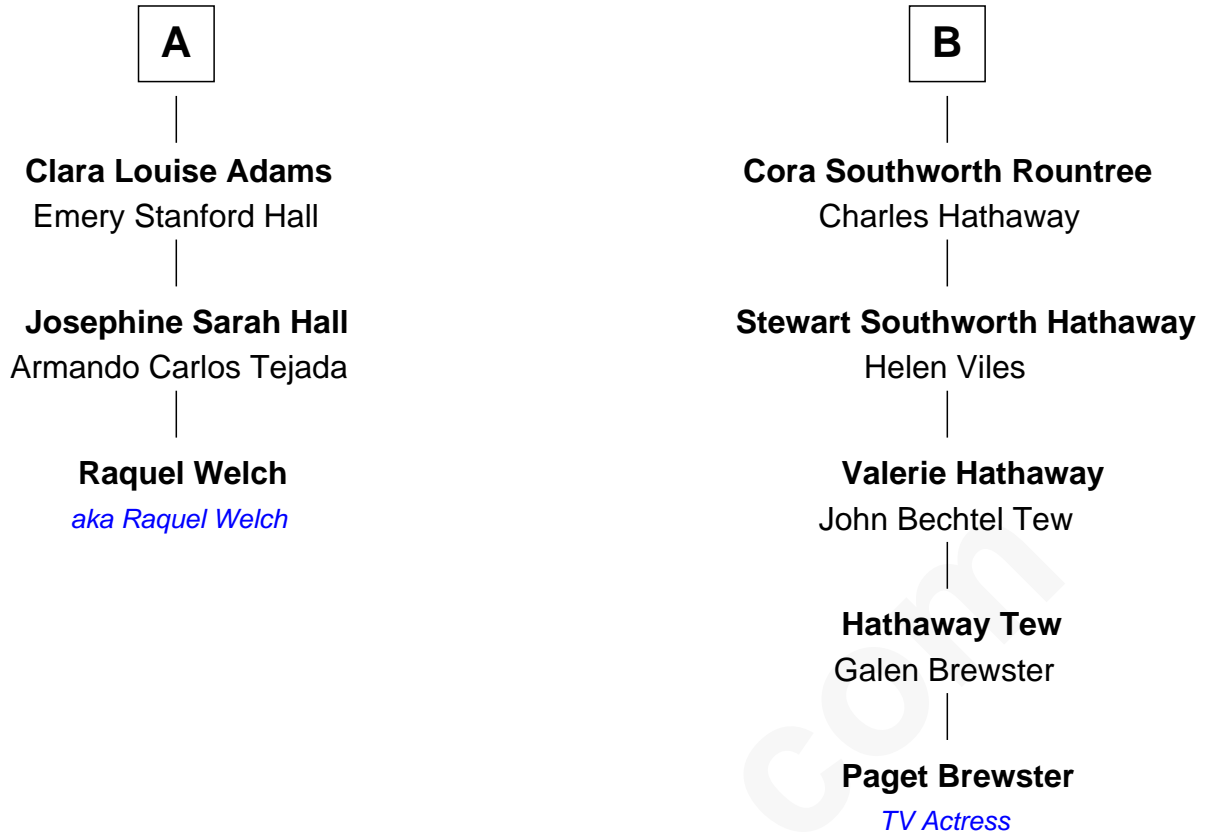 A
Clara Louise Adams
Emery Stanford Hall
Josephine Sarah Hall
Armando Carlos Tejada
Raquel Welch
aka Raquel Welch
B
Cora Southworth Rountree
Charles Hathaway
Stewart Southworth Hathaway
Helen Viles
Valerie Hathaway
John Bechtel Tew
Hathaway Tew
Galen Brewster
Paget Brewster
TV Actress
com